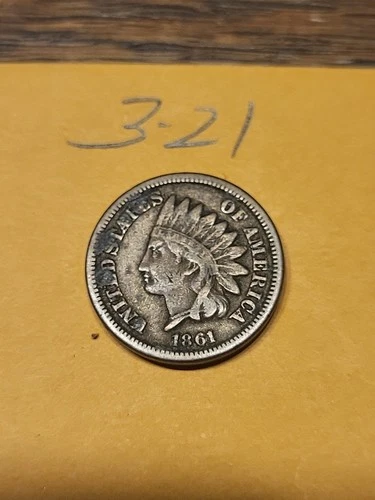 3-21
UNITED STATES OF AMERICA
1861